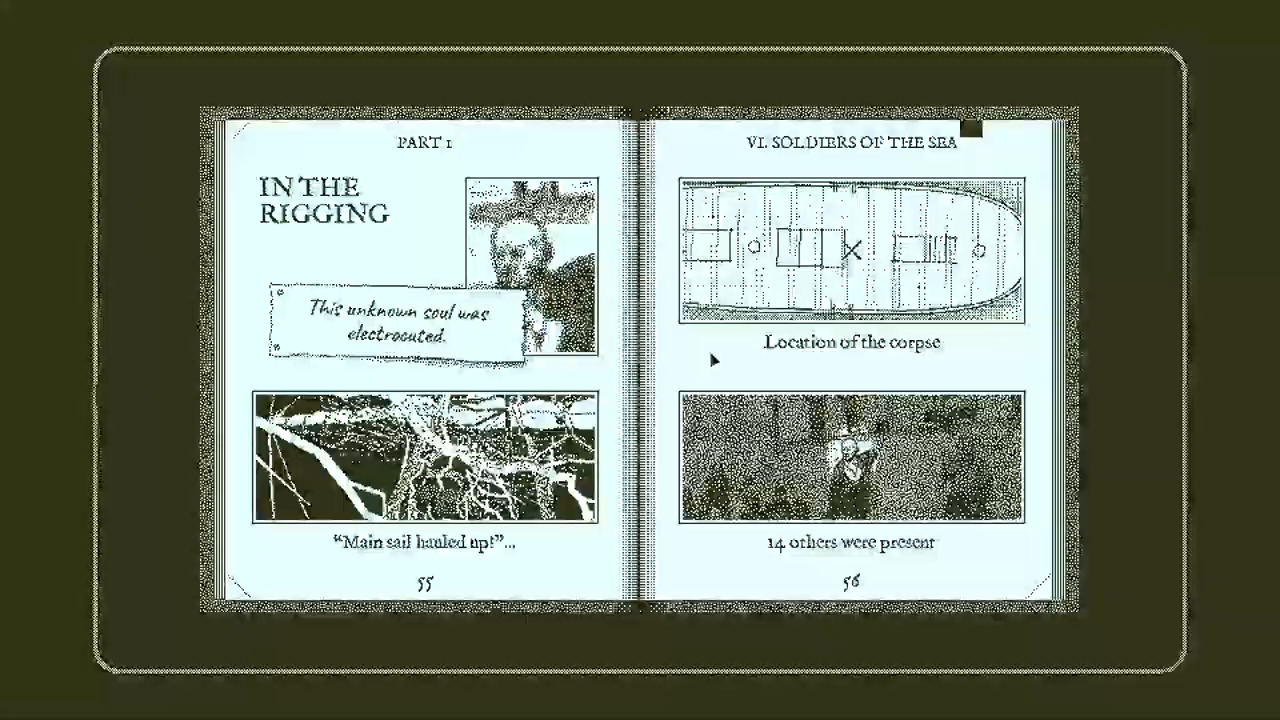 PART 1
IN THE
RIGGING
This unknown soul was
electrocuted.
"Main sail hauled up!"...
55
VI. SOLDIERS OF THE SEA
Location of the corpse
14 others were present
56